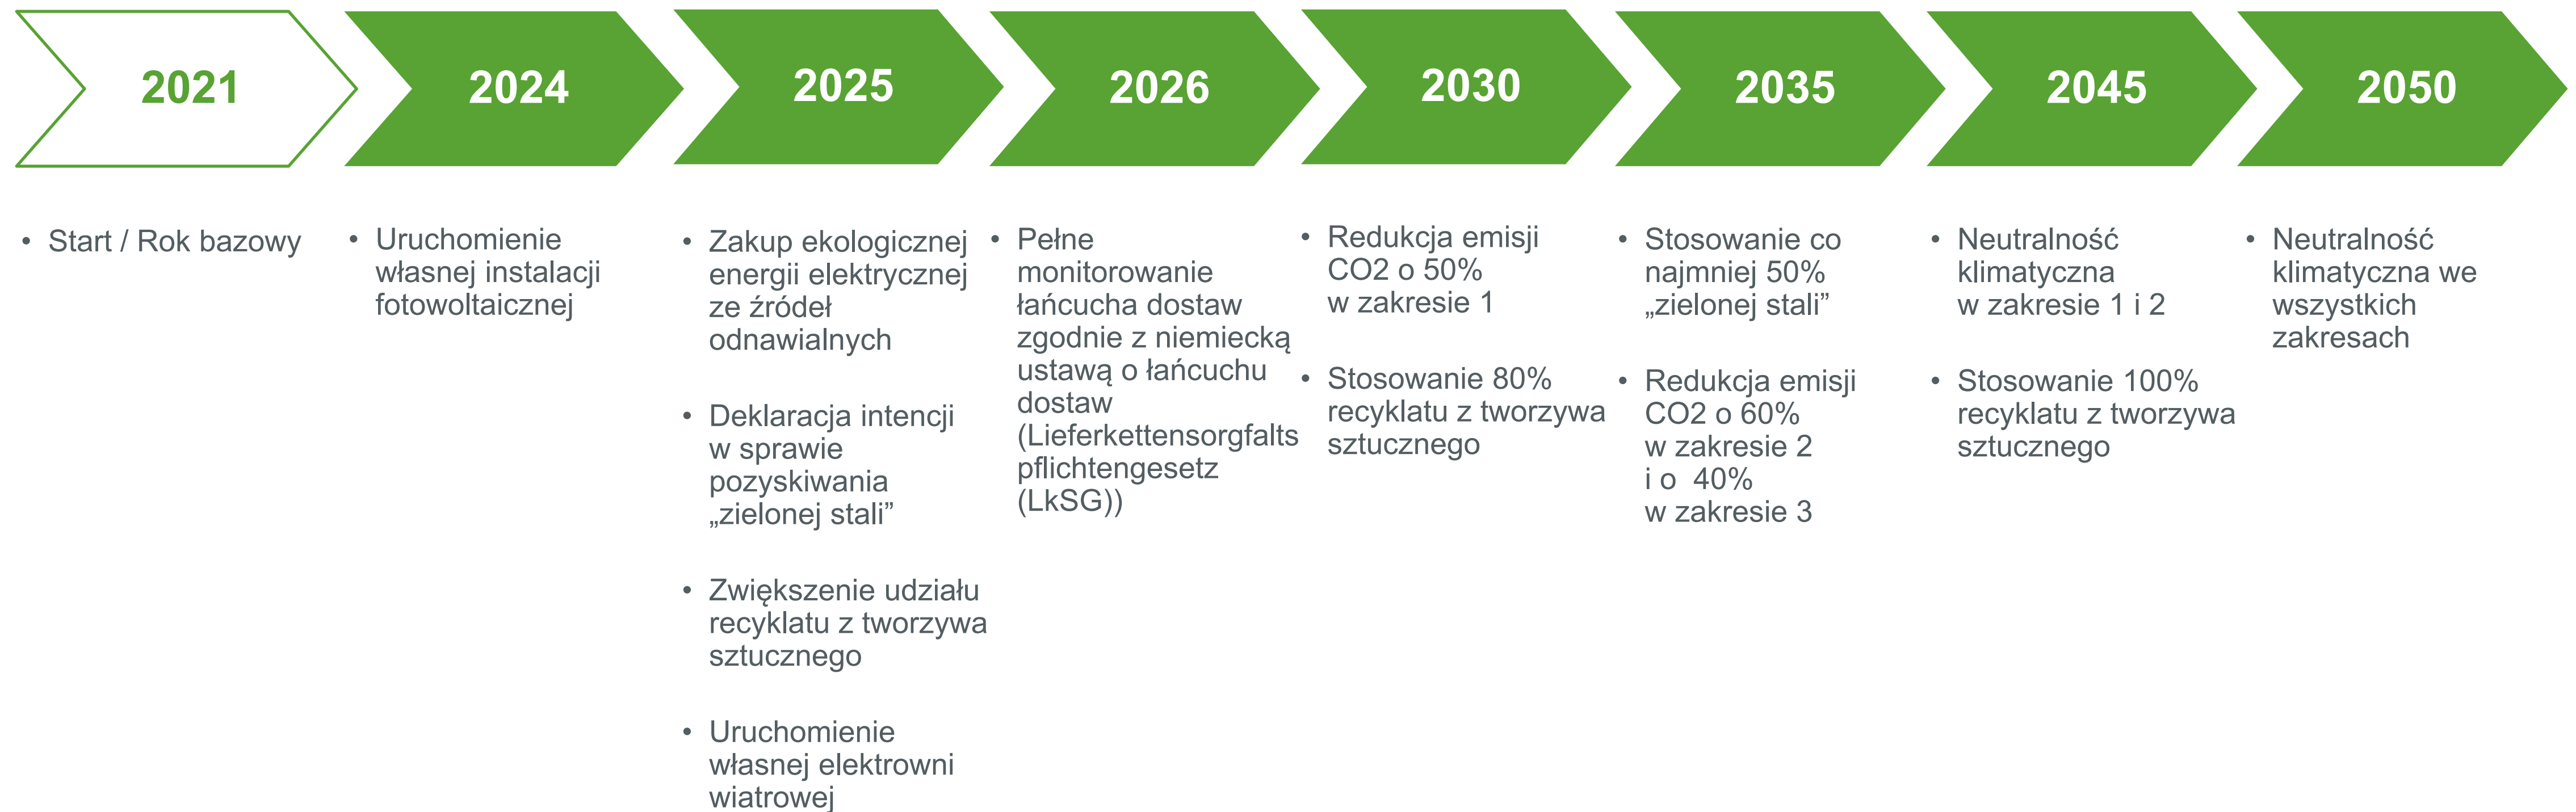 2021
2024
2025
2026
2030
2035
2045
2050
• Start / Rok bazowy
• Uruchomienie
własnej instalacji
fotowoltaicznej
• Zakup ekologicznej
energii elektrycznej
ze źródeł
odnawialnych
• Deklaracja intencji
w sprawie
pozyskiwania
„zielonej stali”
• Zwiększenie udziału
recyklatu z tworzywa
sztucznego
• Uruchomienie
własnej elektrowni
wiatrowej
• Pełne
monitorowanie
łańcucha dostaw
zgodnie z niemiecką
ustawą o łańcuchu
dostaw
(Lieferkettensorgfalts
pflichtengesetz
(LkSG))
• Redukcja emisji
CO2 o 50%
w zakresie 1
• Stosowanie 80%
recyklatu z tworzywa
sztucznego
• Stosowanie co
najmniej 50%
„zielonej stali”
• Redukcja emisji
CO2 o 60%
w zakresie 2
i o  40%
w zakresie 3
• Neutralność
klimatyczna
w zakresie 1 i 2
• Stosowanie 100%
recyklatu z tworzywa
sztucznego
• Neutralność
klimatyczna we
wszystkich
zakresach